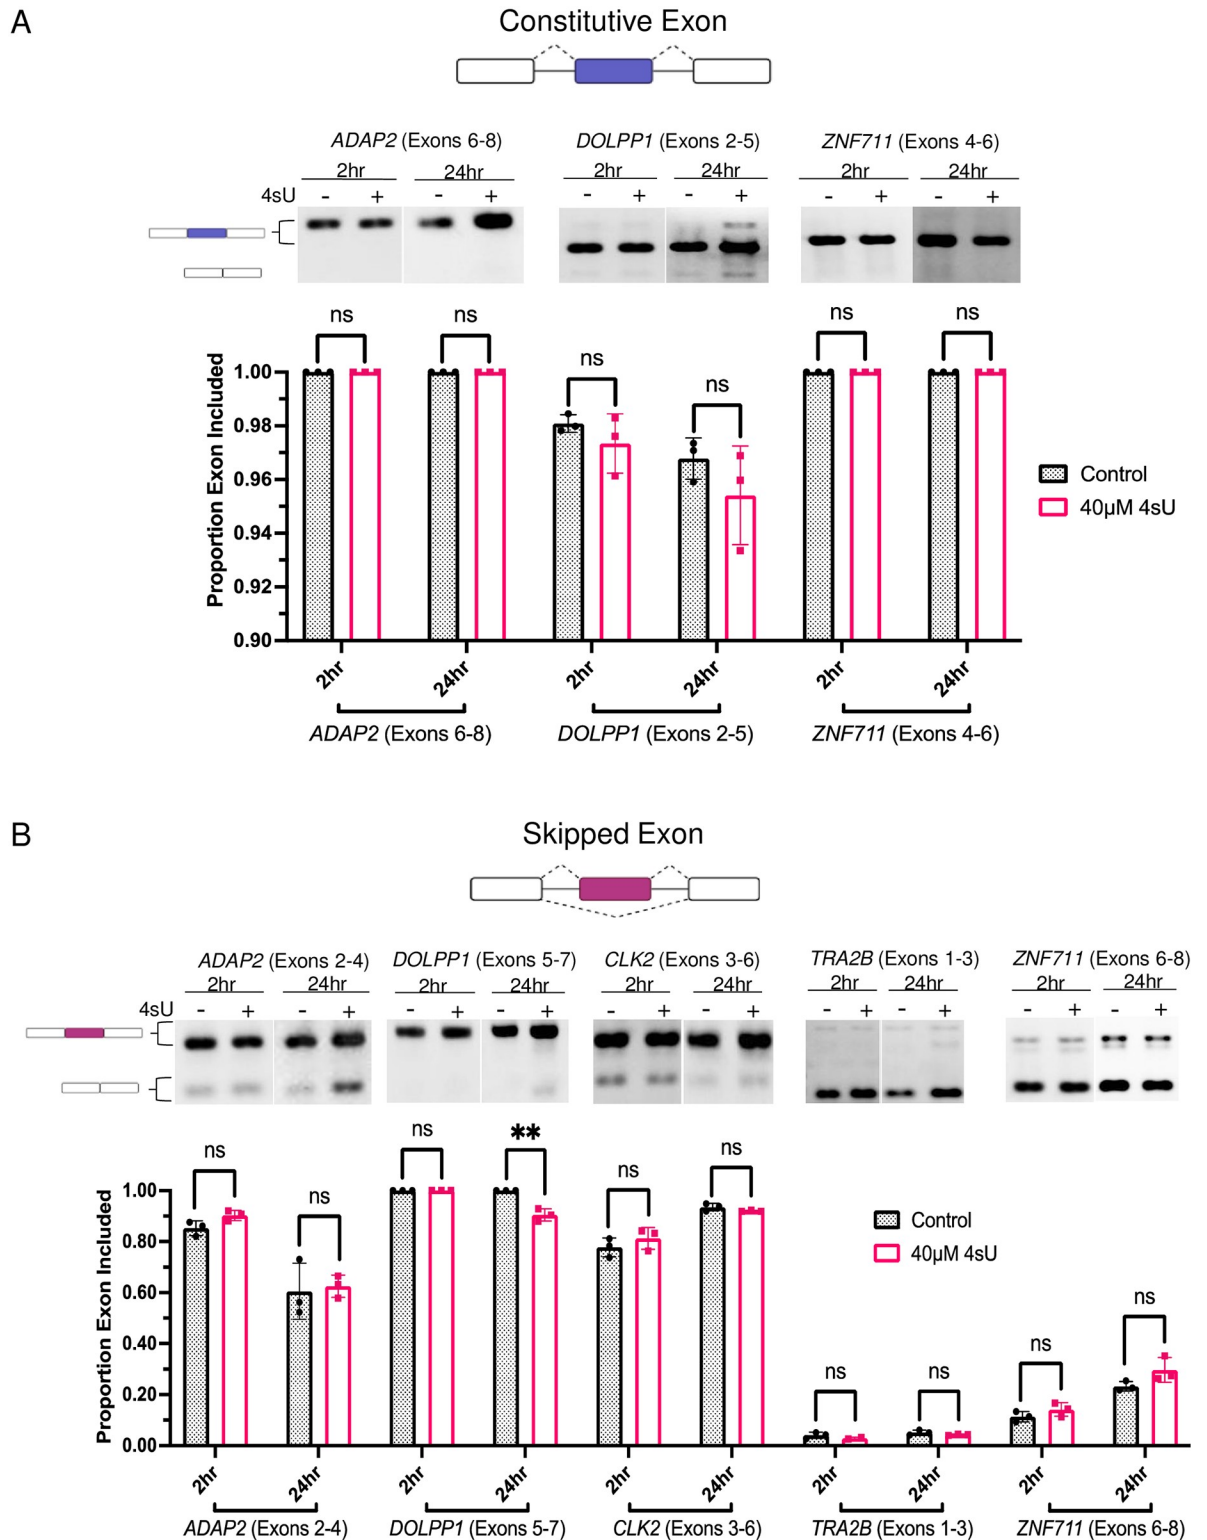 A
Constitutive Exon
ADAP2 (Exons 6-8) DOLPP1 (Exons 2-5) ZNF711 (Exons 4-6)
2hr 24hr 2hr 24hr 2hr 24hr
4sU - + - + - + - + - + - +
ns ns ns ns ns ns
Proportion Exon Included
1.00
0.98
0.96
0.94
0.92
0.90
Control
40µM 4sU
2hr 24hr 2hr 24hr 2hr 24hr
ADAP2 (Exons 6-8) DOLPP1 (Exons 2-5) ZNF711 (Exons 4-6)
B
Skipped Exon
ADAP2 (Exons 2-4) DOLPP1 (Exons 5-7) CLK2 (Exons 3-6) TRA2B (Exons 1-3) ZNF711 (Exons 6-8)
2hr 24hr 2hr 24hr 2hr 24hr 2hr 24hr 2hr 24hr
4sU - + - + - + - + - + - + - + - + - + - +
ns ns ns ** ns ns ns ns ns ns
Proportion Exon Included
1.00
0.80
0.60
0.40
0.20
0.00
Control
40µM 4sU
2hr 24hr 2hr 24hr 2hr 24hr 2hr 24hr 2hr 24hr
ADAP2 (Exons 2-4) DOLPP1 (Exons 5-7) CLK2 (Exons 3-6) TRA2B (Exons 1-3) ZNF711 (Exons 6-8)